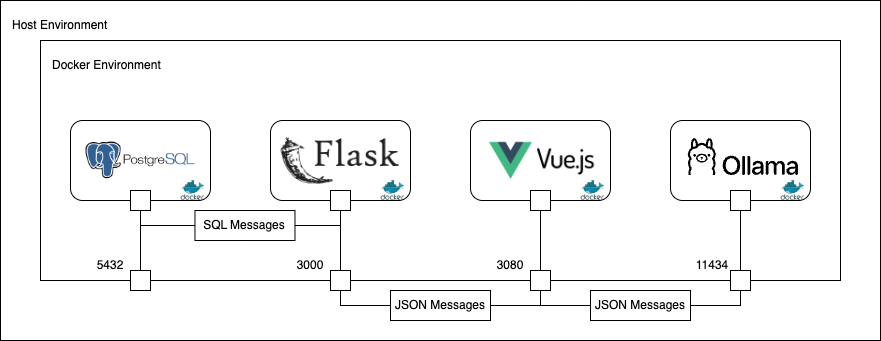 Host Environment
Docker Environment
PostgreSQL
Flask
Vue.js
Ollama
docker
docker
docker
docker
SQL Messages
5432
3000
3080
11434
JSON Messages
JSON Messages